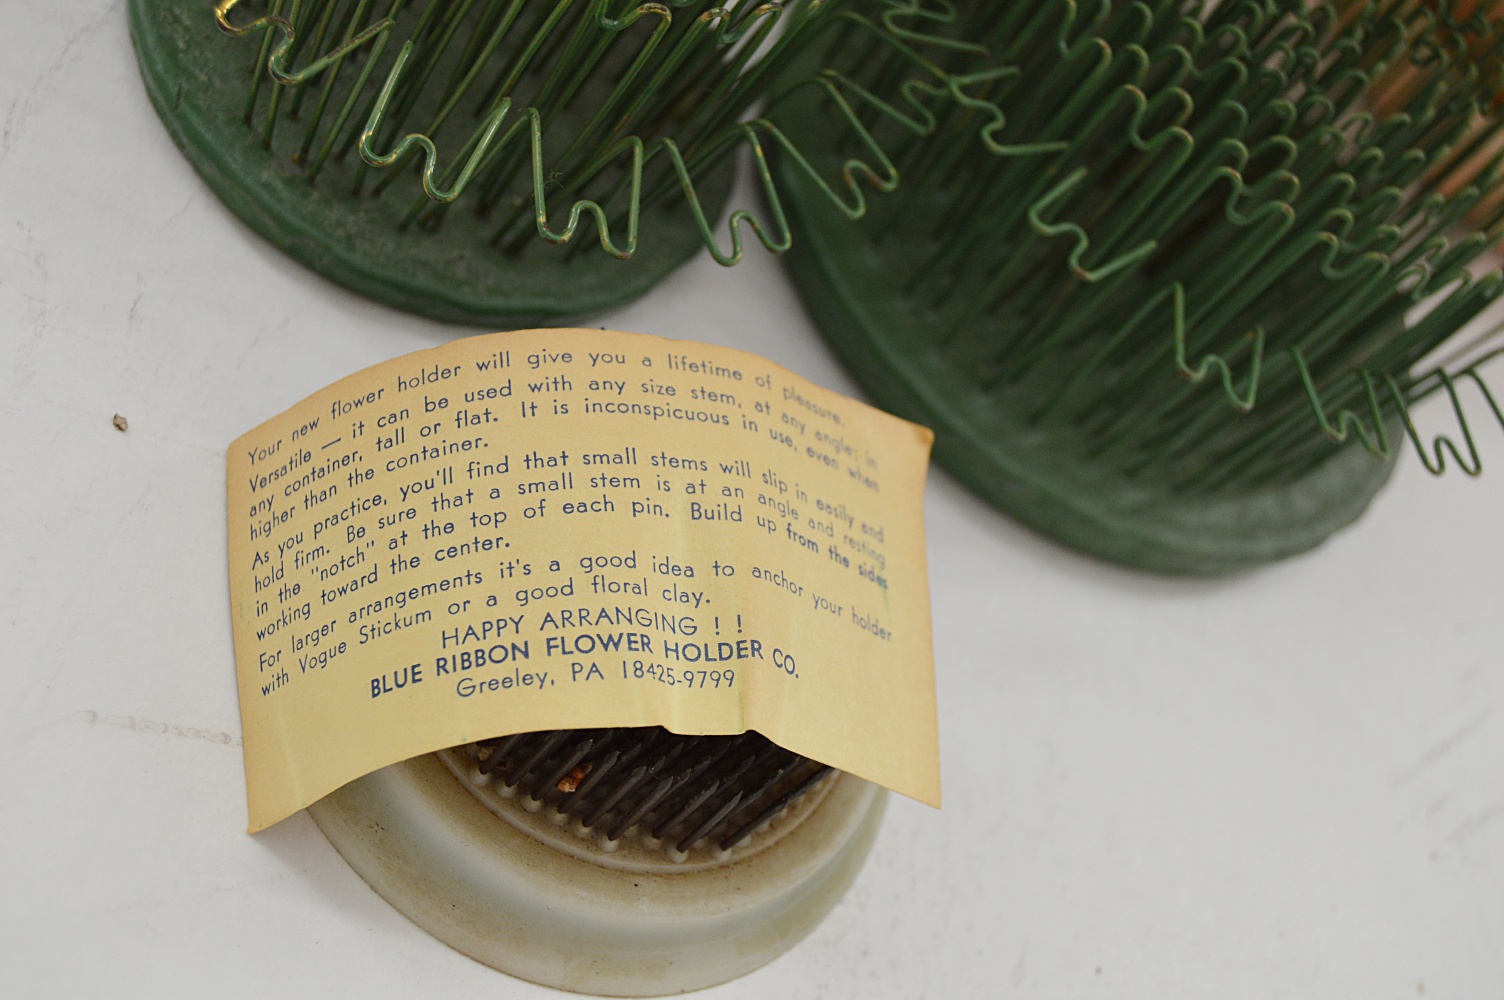 Your new flower holder will give you a lifetime of pleasure.
Versatile — it can be used with any size stem, at any angle; in
any container, tall or flat. It is inconspicuous in use, even when
higher than the container.
As you practice, you'll find that small stems will slip in easily and
hold firm. Be sure that a small stem is at an angle and resting
in the "notch" at the top of each pin. Build up from the sides
working toward the center.
For larger arrangements it's a good idea to anchor your holder
with Vogue Stickum or a good floral clay.
HAPPY ARRANGING ! !
BLUE RIBBON FLOWER HOLDER CO.
Greeley, PA 18425-9799